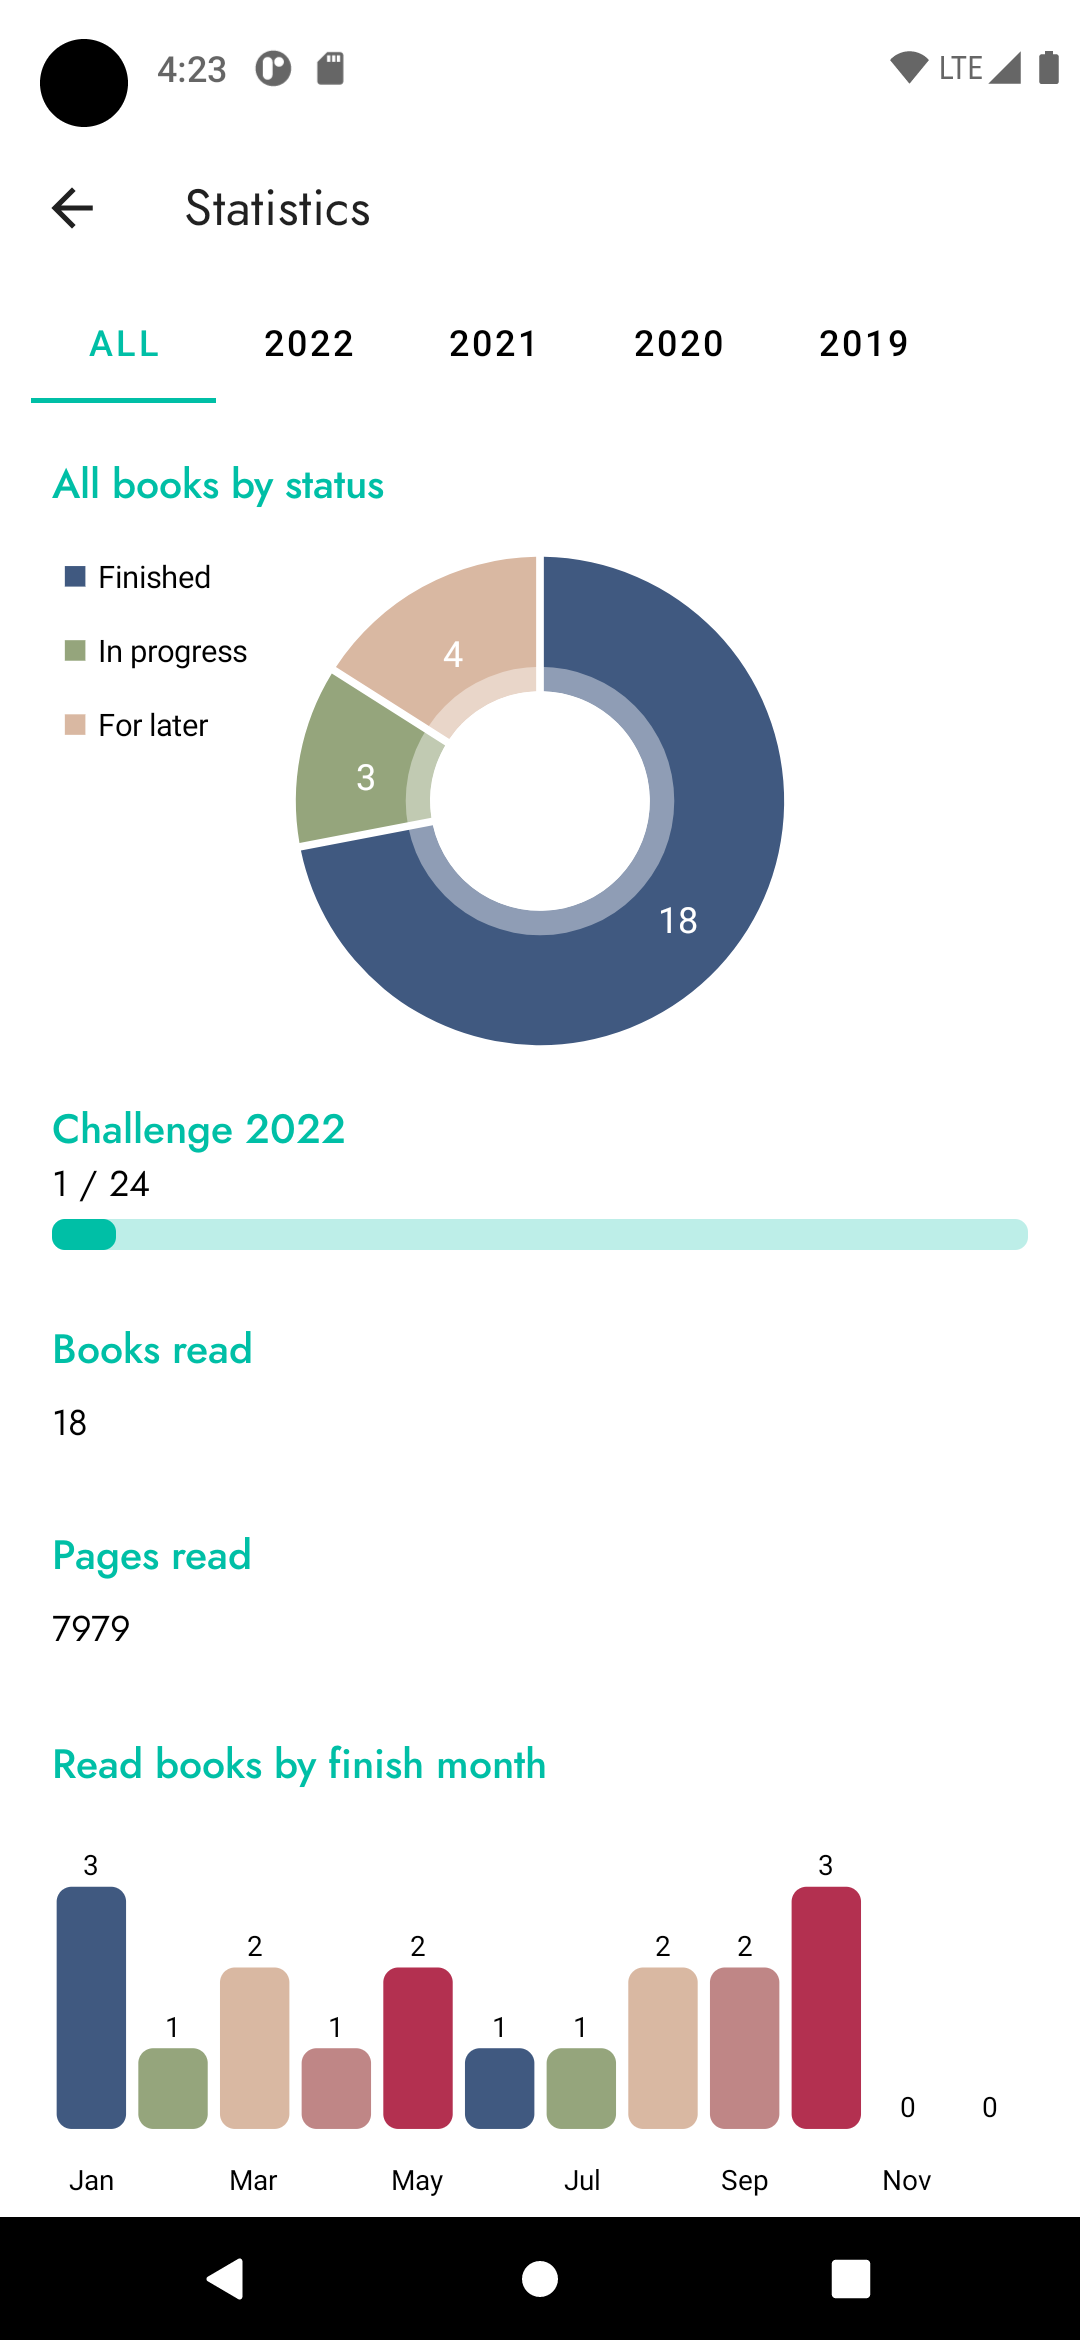 4:23 LTE
Statistics
ALL 2022 2021 2020 2019
All books by status
Finished
In progress
For later
4
3
18
Challenge 2022
1 / 24
Books read
18
Pages read
7979
Read books by finish month
3 1 2 1 2 1 1 2 2 3 0 0
Jan Mar May Jul Sep Nov